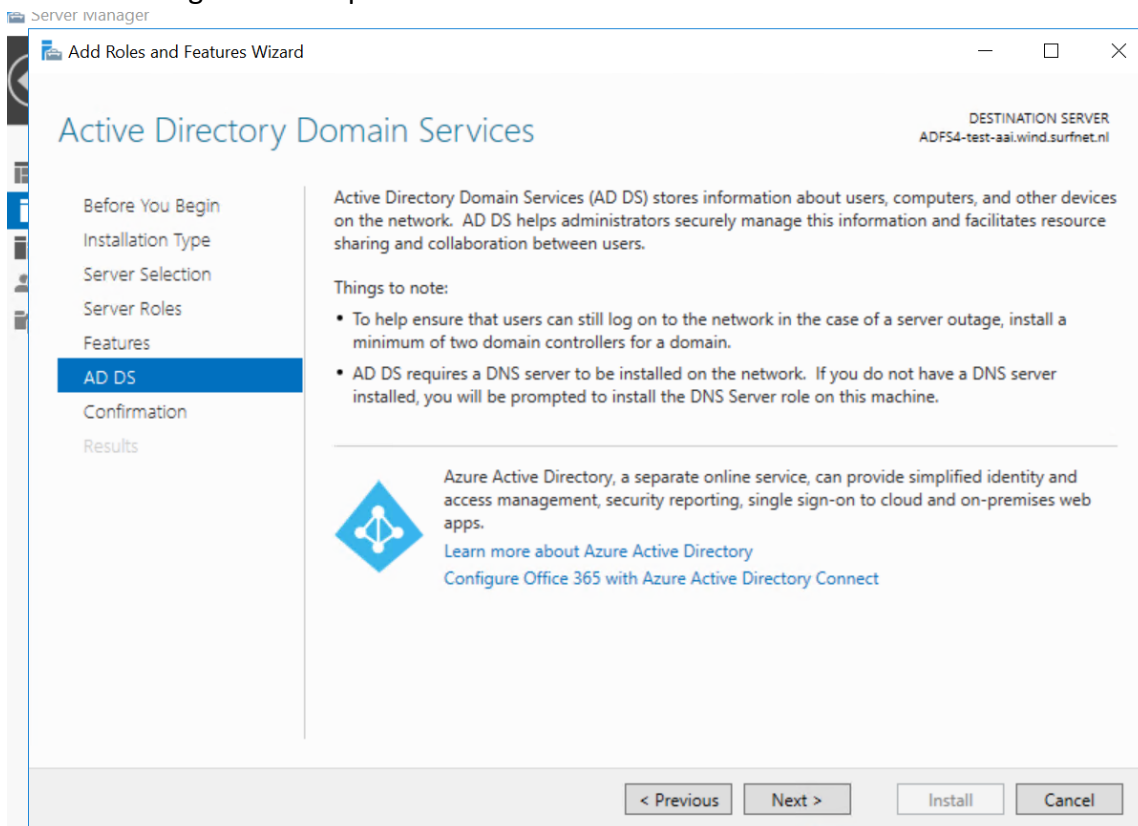 Server Manager
Add Roles and Features Wizard
Active Directory Domain Services
DESTINATION SERVER
ADFS4-test-aai.wind.surfnet.nl
Before You Begin
Installation Type
Server Selection
Server Roles
Features
AD DS
Confirmation
Results
Active Directory Domain Services (AD DS) stores information about users, computers, and other devices
on the network. AD DS helps administrators securely manage this information and facilitates resource
sharing and collaboration between users.
Things to note:
• To help ensure that users can still log on to the network in the case of a server outage, install a
minimum of two domain controllers for a domain.
• AD DS requires a DNS server to be installed on the network. If you do not have a DNS server
installed, you will be prompted to install the DNS Server role on this machine.
Azure Active Directory, a separate online service, can provide simplified identity and
access management, security reporting, single sign-on to cloud and on-premises web
apps.
Learn more about Azure Active Directory
Configure Office 365 with Azure Active Directory Connect
< Previous
Next >
Install
Cancel